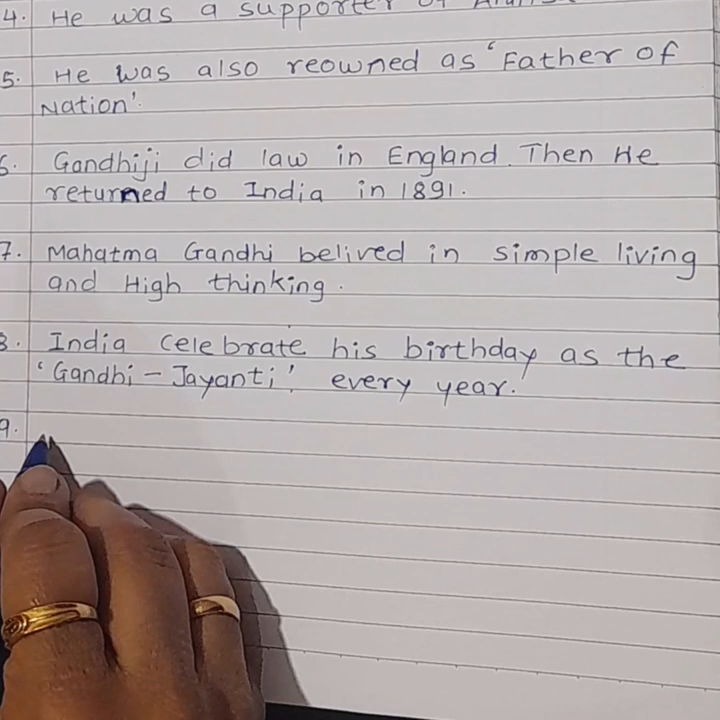 4. He was a supporter of
5. He was also reowned as 'Father of
Nation'.
6. Gandhiji did law in England. Then He
returned to India in 1891.
7. Mahatma Gandhi belived in simple living
and High thinking.
8. India celebrate his birthday as the
'Gandhi - Jayanti' every year.
9.